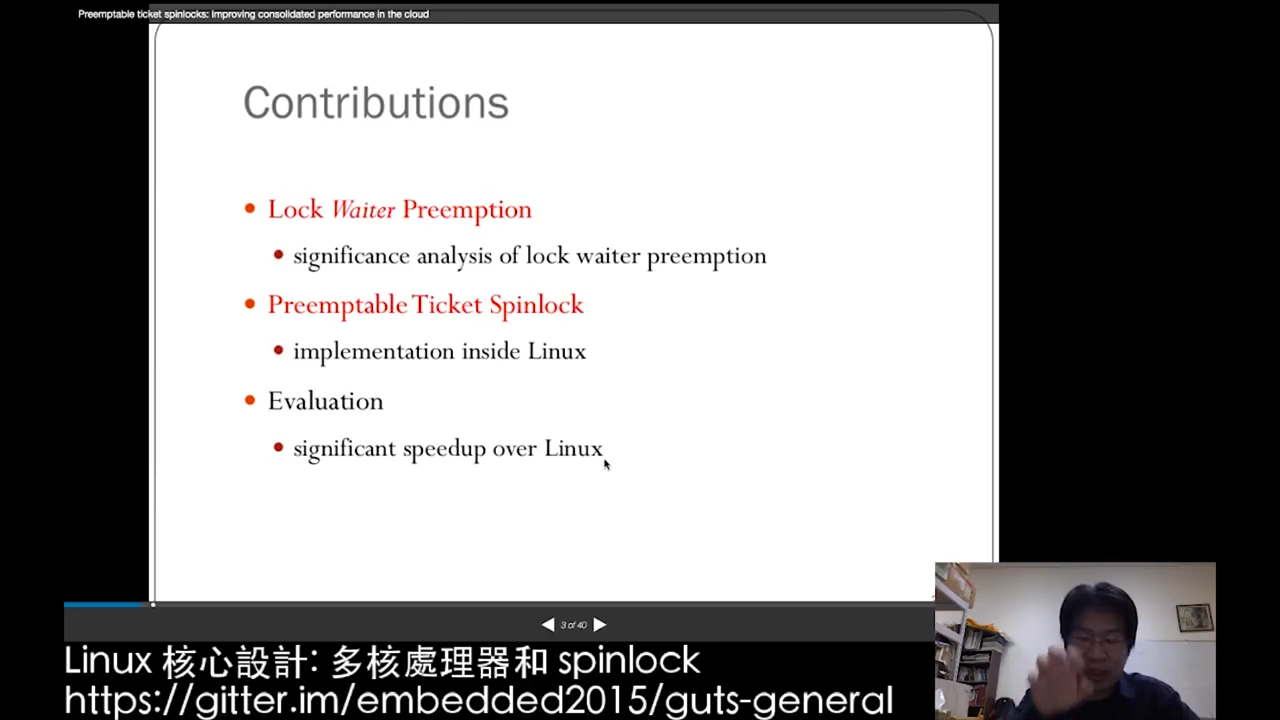 Preemptable ticket spinlocks: improving consolidated performance in the cloud
Contributions
Lock Waiter Preemption
significance analysis of lock waiter preemption
Preemptable Ticket Spinlock
implementation inside Linux
Evaluation
significant speedup over Linux
3 of 40
Linux 核心設計: 多核處理器和 spinlock
https://gitter.im/embedded2015/guts-general